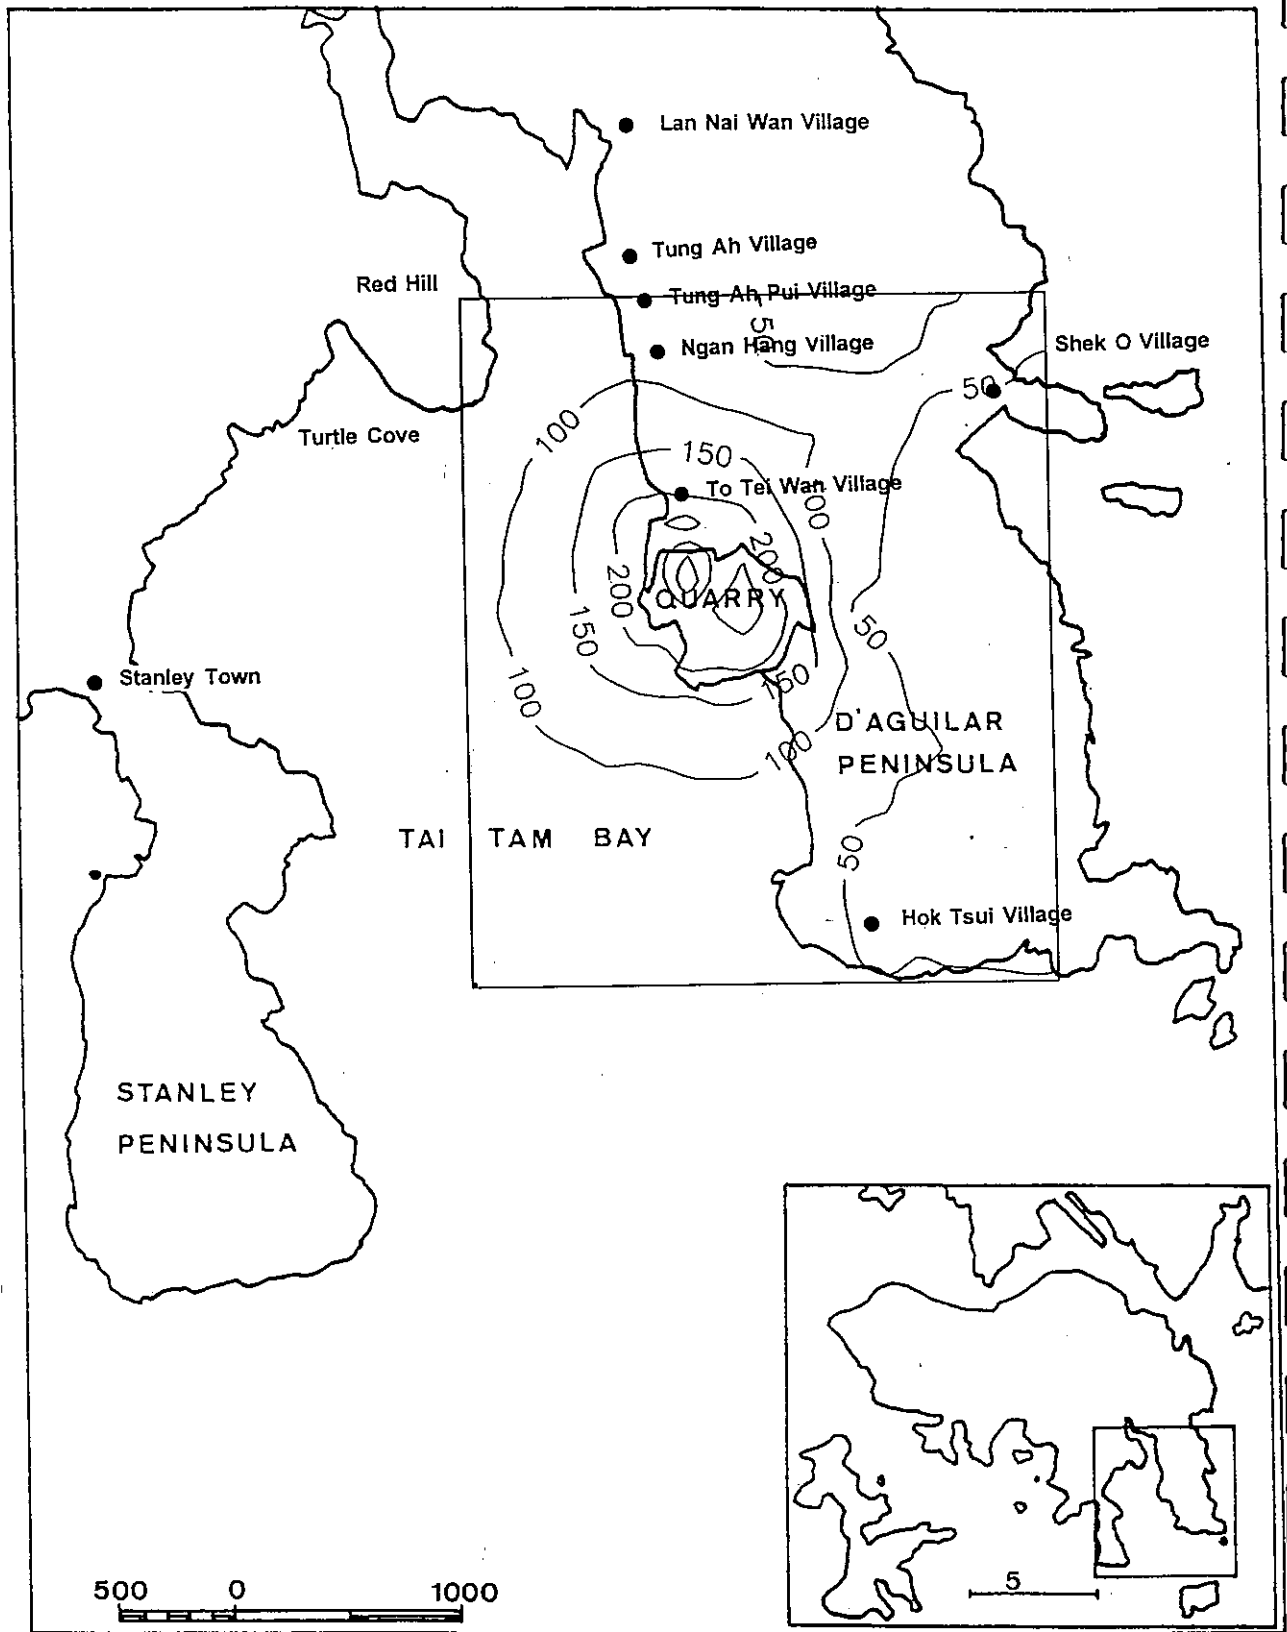 Lan Nai Wan Village
Tung Ah Village
Red Hill
Tung Ah Pui Village
50
Ngan Hang Village
Shek O Village
50
100
Turtle Cove
150
To Tei Wan Village
100
200
200
QUARRY
150
50
Stanley Town
100
150
D'AGUILAR
PENINSULA
100
TAI TAM BAY
50
Hok Tsui Village
STANLEY
PENINSULA
5
500 0 1000